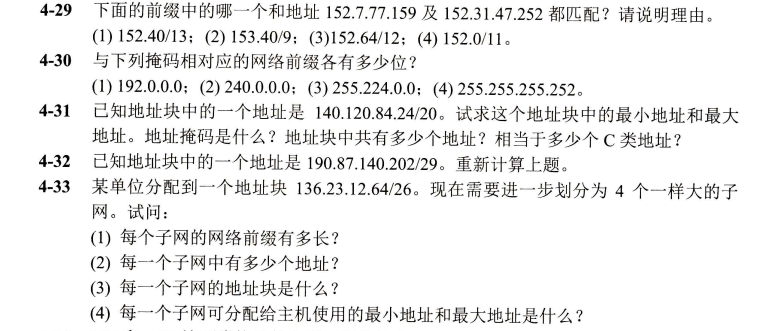 4-29 下面的前缀中的哪一个和地址 152.7.77.159 及 152.31.47.252 都匹配？请说明理由。
(1) 152.40/13；(2) 153.40/9；(3)152.64/12；(4) 152.0/11。
4-30 与下列掩码相对应的网络前缀各有多少位？
(1) 192.0.0.0；(2) 240.0.0.0；(3) 255.224.0.0；(4) 255.255.255.252。
4-31 已知地址块中的一个地址是 140.120.84.24/20。试求这个地址块中的最小地址和最大
地址。地址掩码是什么？地址块中共有多少个地址？相当于多少个 C 类地址？
4-32 已知地址块中的一个地址是 190.87.140.202/29。重新计算上题。
4-33 某单位分配到一个地址块 136.23.12.64/26。现在需要进一步划分为 4 个一样大的子
网。试问：
(1) 每个子网的网络前缀有多长？
(2) 每一个子网中有多少个地址？
(3) 每一个子网的地址块是什么？
(4) 每一个子网可分配给主机使用的最小地址和最大地址是什么？